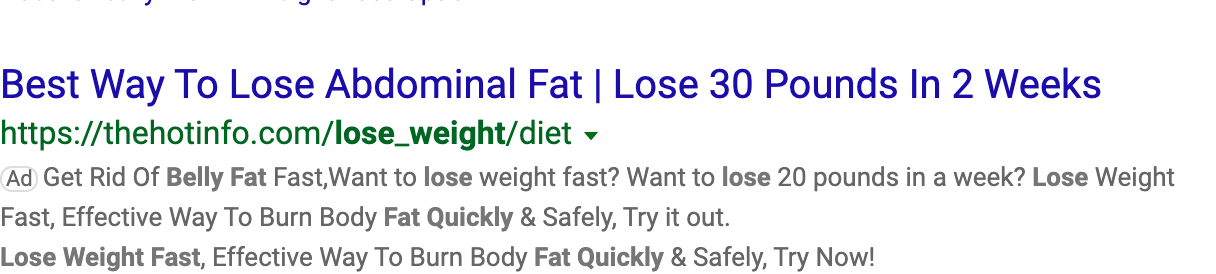 Best Way To Lose Abdominal Fat | Lose 30 Pounds In 2 Weeks
https://thehotinfo.com/lose_weight/diet
Ad Get Rid Of Belly Fat Fast,Want to lose weight fast? Want to lose 20 pounds in a week? Lose Weight
Fast, Effective Way To Burn Body Fat Quickly & Safely, Try it out.
Lose Weight Fast, Effective Way To Burn Body Fat Quickly & Safely, Try Now!